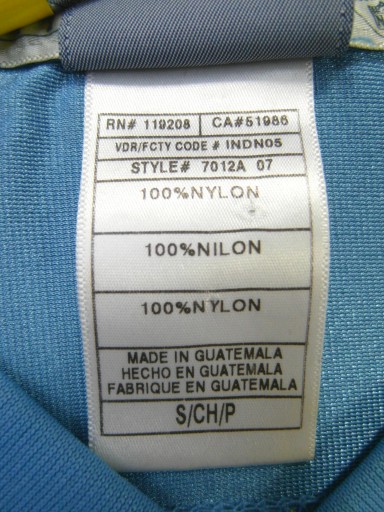 RN# 119208 CA#51986
VDR/FCTY CODE # INDN05
STYLE# 7012A 07
100%NYLON
100%NILON
100%NYLON
MADE IN GUATEMALA
HECHO EN GUATEMALA
FABRIQUE EN GUATEMALA
S/CH/P